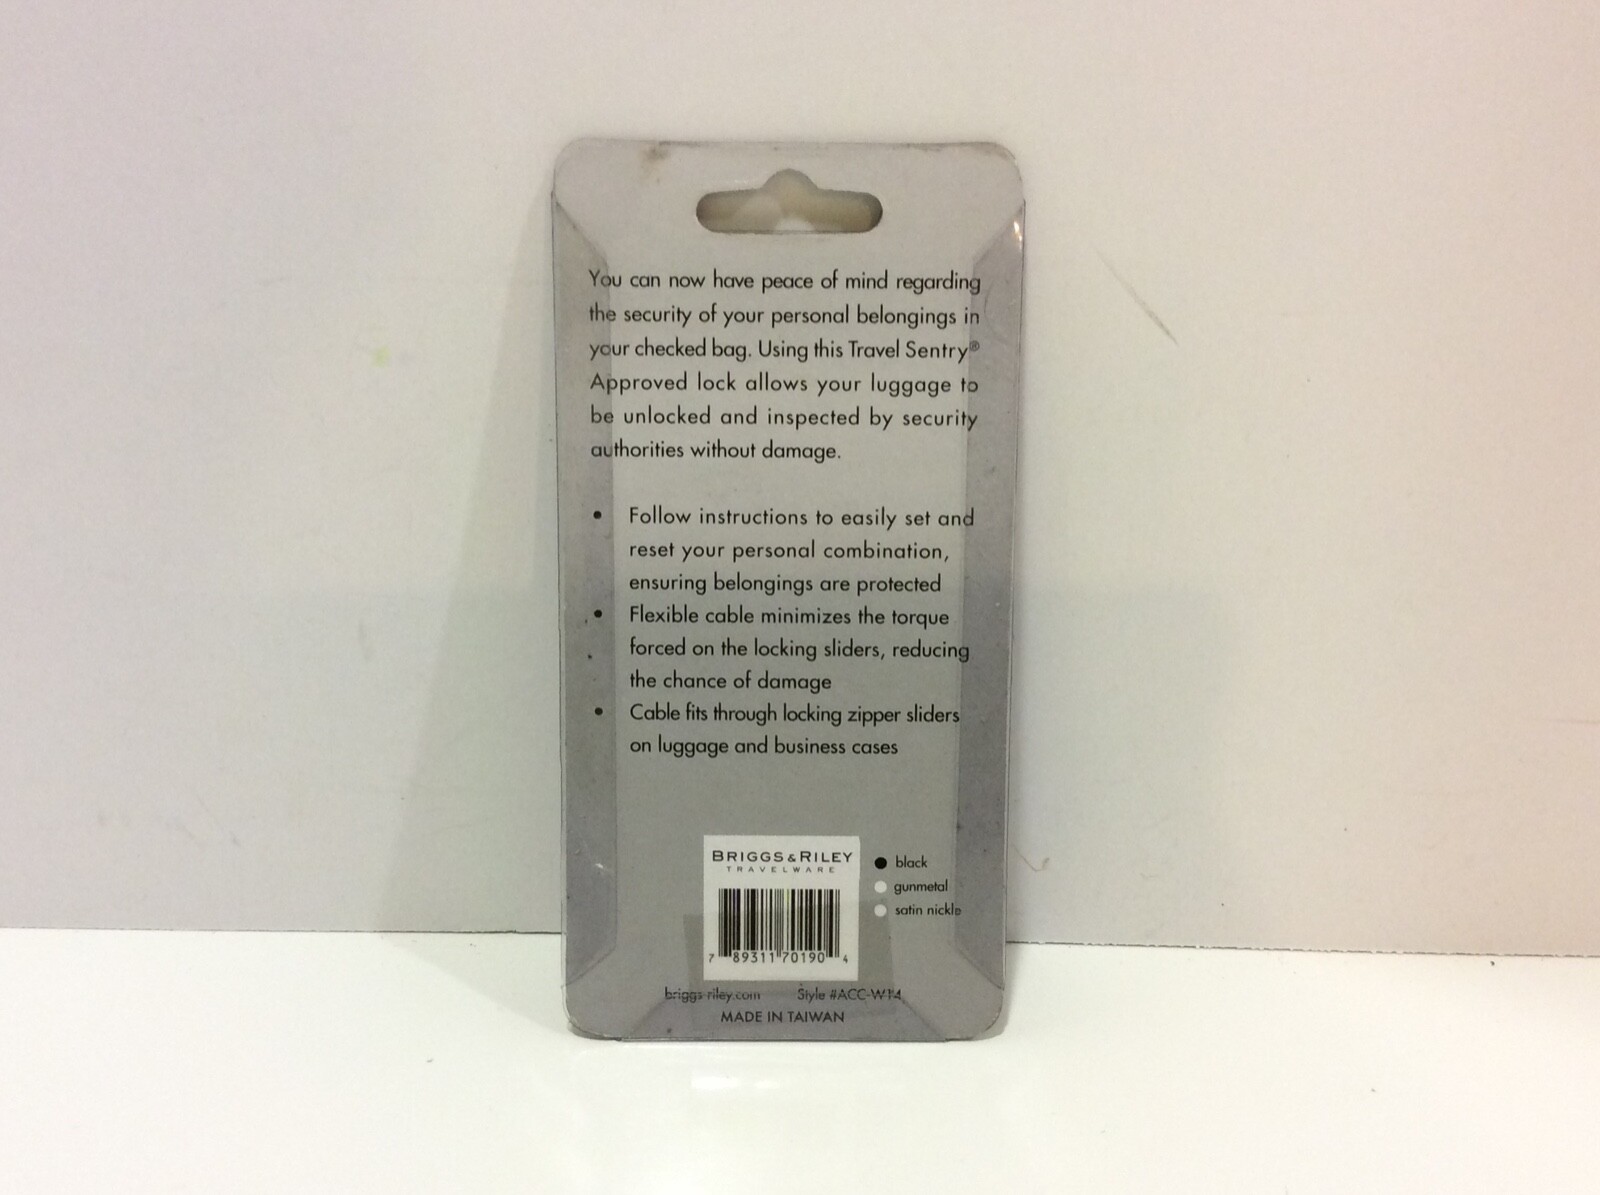 You can now have peace of mind regarding
the security of your personal belongings in
your checked bag. Using this Travel Sentry®
Approved lock allows your luggage to
be unlocked and inspected by security
authorities without damage.
• Follow instructions to easily set and
reset your personal combination,
ensuring belongings are protected
• Flexible cable minimizes the torque
forced on the locking sliders, reducing
the chance of damage
• Cable fits through locking zipper sliders
on luggage and business cases
BRIGGS & RILEY
TRAVELWARE
7 89311 70190 4
black
gunmetal
satin nickle
briggs-riley.com Style #ACC-W14
MADE IN TAIWAN